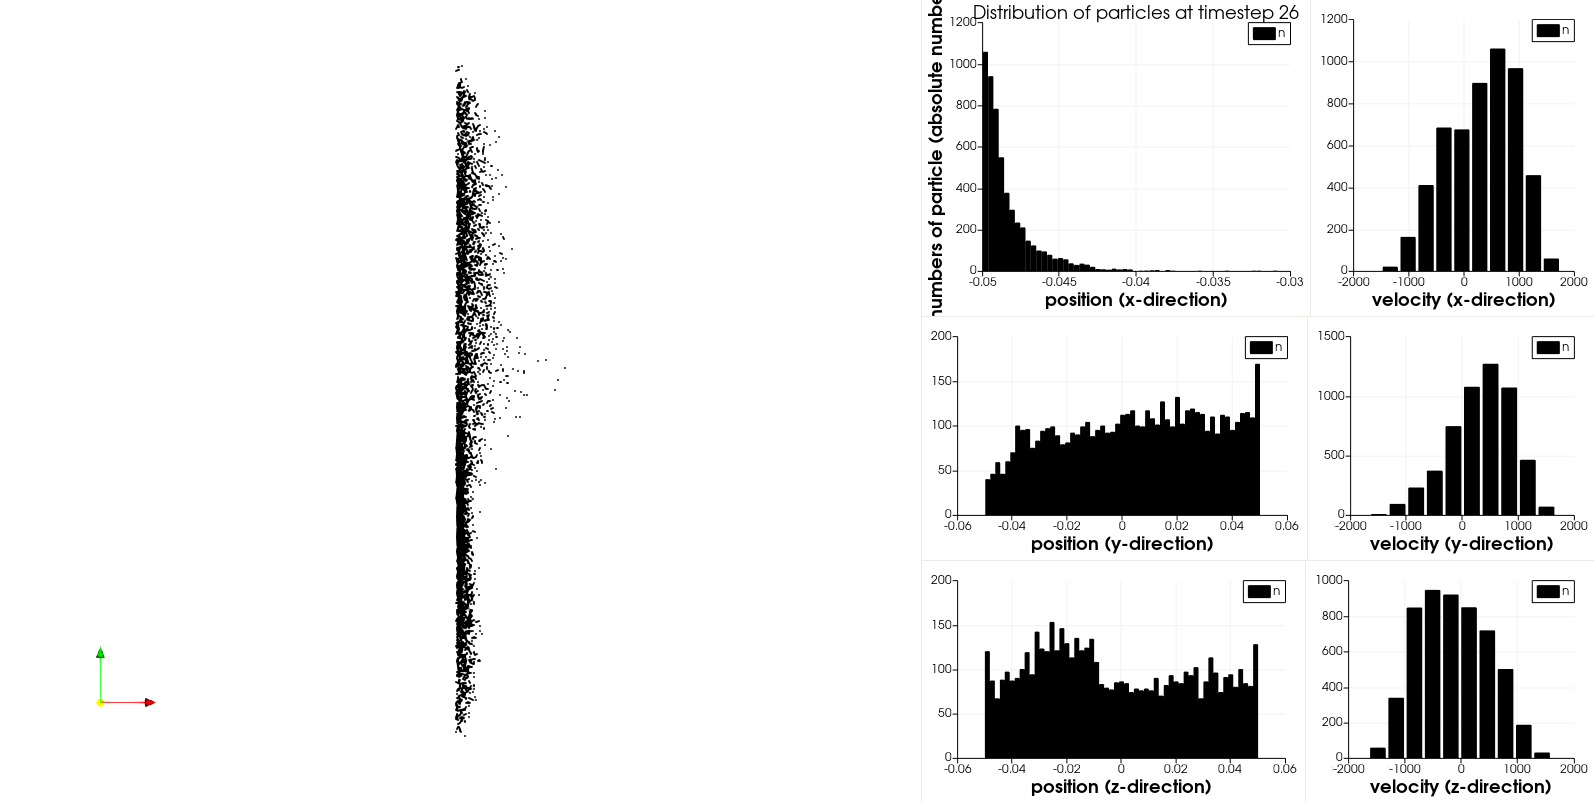 Distribution of particles at timestep 26
numbers of particle (absolute number
1200
1000
800
600
400
200
0
n
-0.05 -0.045 -0.04 -0.035 -0.03
position (x-direction)
1200
1000
800
600
400
200
0
n
-2000 -1000 0 1000 2000
velocity (x-direction)
200
150
100
50
0
n
-0.06 -0.04 -0.02 0 0.02 0.04 0.06
position (y-direction)
1500
1000
500
0
n
-2000 -1000 0 1000 2000
velocity (y-direction)
200
150
100
50
0
n
-0.06 -0.04 -0.02 0 0.02 0.04 0.06
position (z-direction)
1000
800
600
400
200
0
n
-2000 -1000 0 1000 2000
velocity (z-direction)